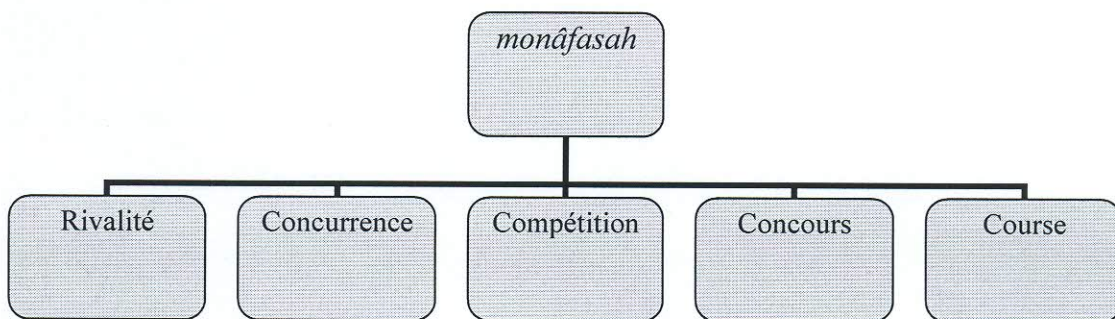 monâfasah
Rivalité
Concurrence
Compétition
Concours
Course